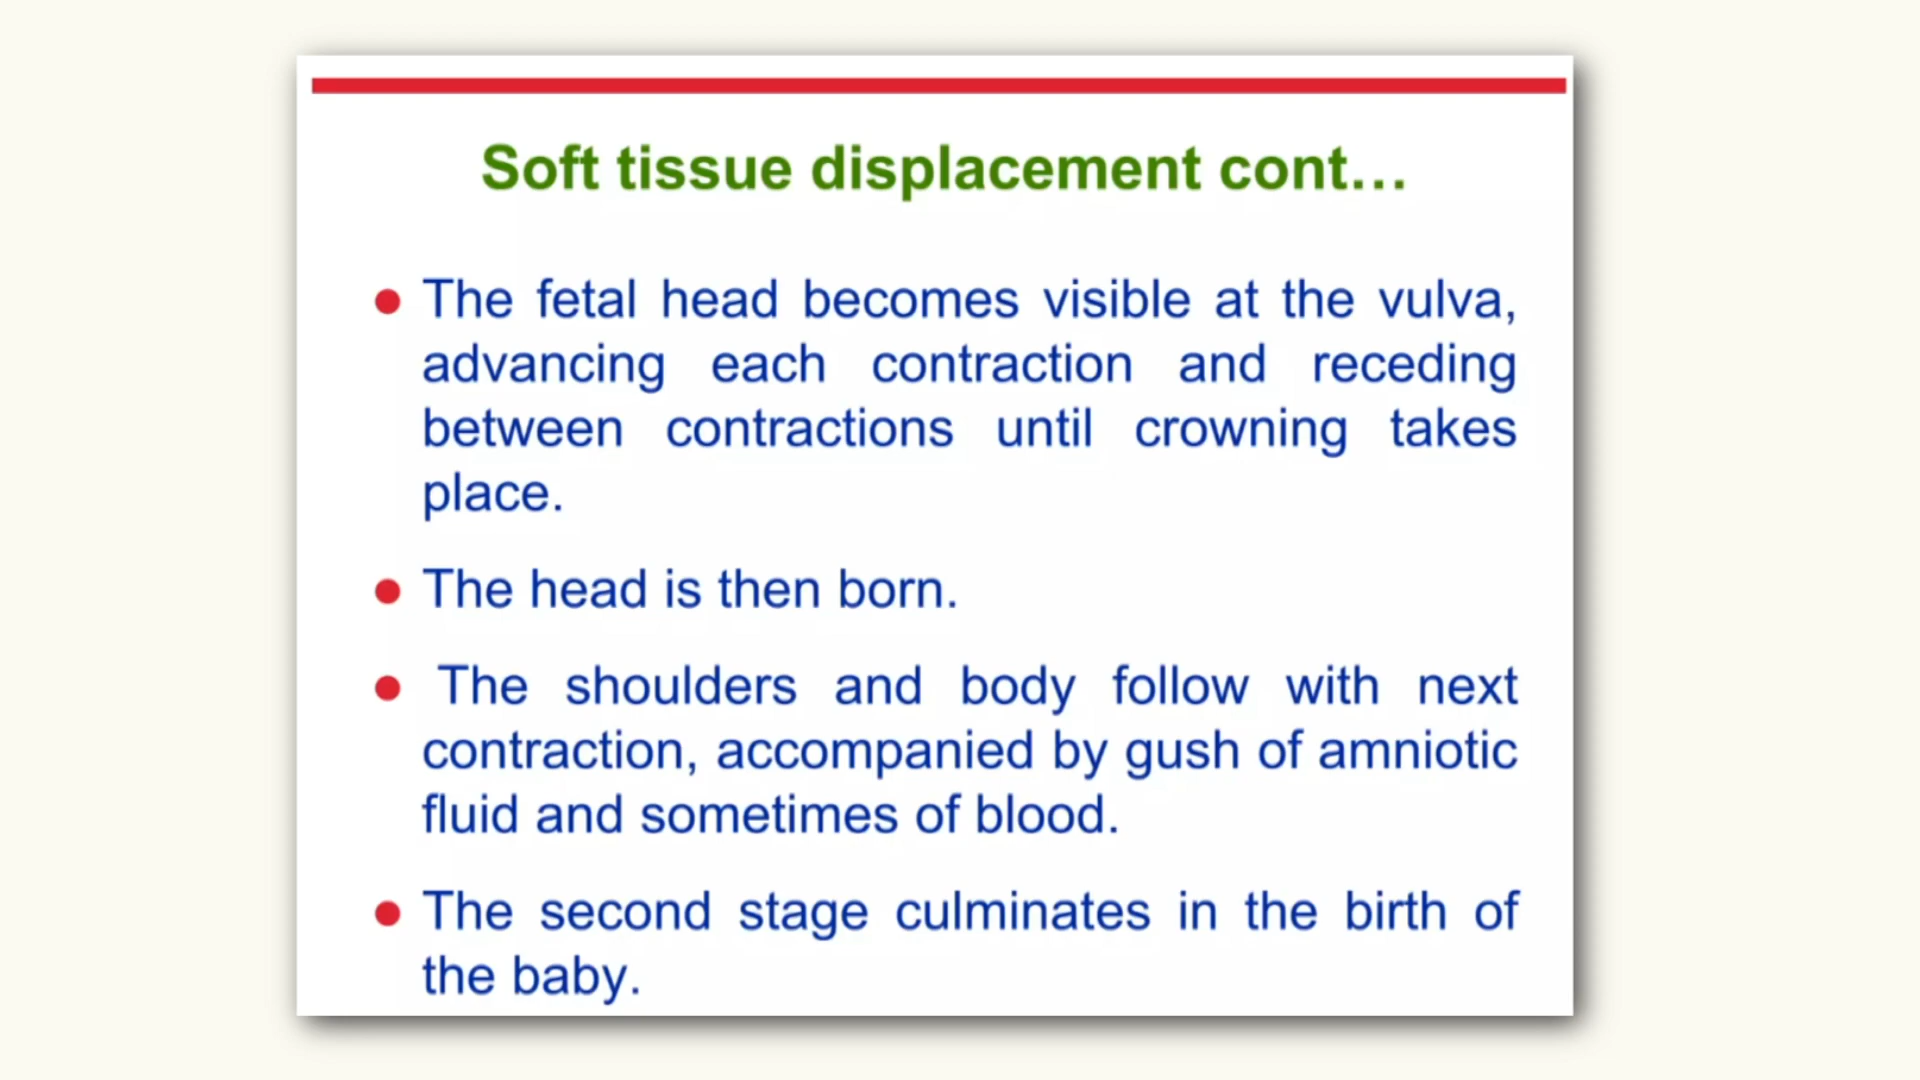 Soft tissue displacement cont…
● The fetal head becomes visible at the vulva,
advancing each contraction and receding
between contractions until crowning takes
place.
● The head is then born.
● The shoulders and body follow with next
contraction, accompanied by gush of amniotic
fluid and sometimes of blood.
● The second stage culminates in the birth of
the baby.